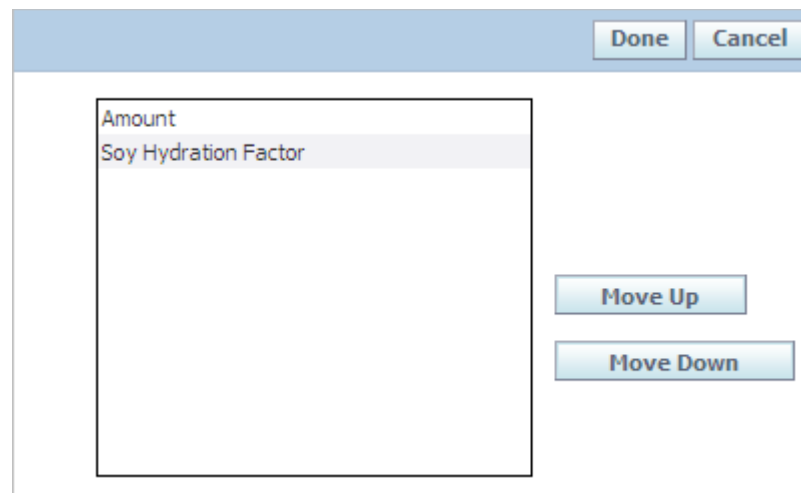 Done Cancel
Amount
Soy Hydration Factor
Move Up
Move Down